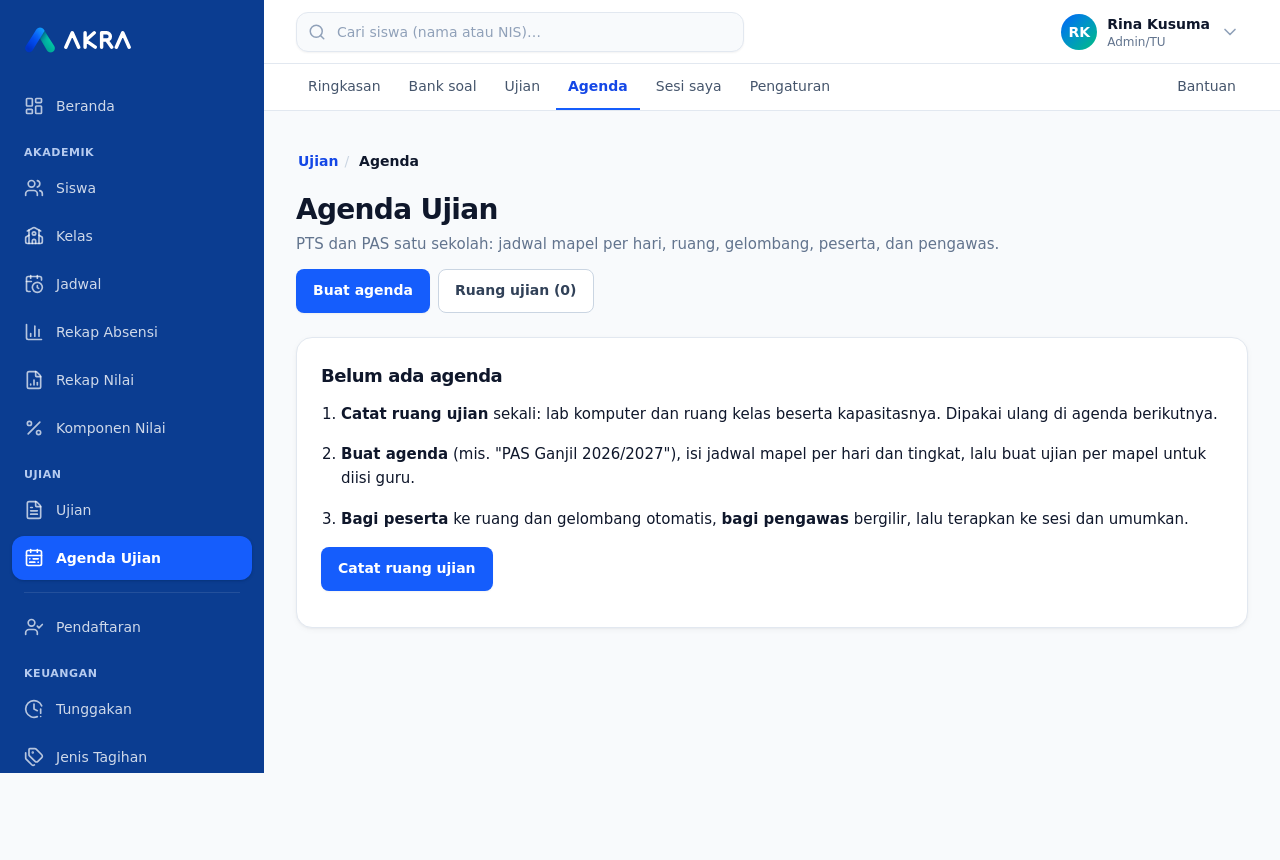 AKRA
Beranda
AKADEMIK
Siswa
Kelas
Jadwal
Rekap Absensi
Rekap Nilai
Komponen Nilai
UJIAN
Ujian
Agenda Ujian
Pendaftaran
KEUANGAN
Tunggakan
Jenis Tagihan
Cari siswa (nama atau NIS)...
RK
Rina Kusuma
Admin/TU
Ringkasan
Bank soal
Ujian
Agenda
Sesi saya
Pengaturan
Bantuan
Ujian / Agenda
Agenda Ujian
PTS dan PAS satu sekolah: jadwal mapel per hari, ruang, gelombang, peserta, dan pengawas.
Buat agenda
Ruang ujian (0)
Belum ada agenda
1. Catat ruang ujian sekali: lab komputer dan ruang kelas beserta kapasitasnya. Dipakai ulang di agenda berikutnya.
2. Buat agenda (mis. "PAS Ganjil 2026/2027"), isi jadwal mapel per hari dan tingkat, lalu buat ujian per mapel untuk
diisi guru.
3. Bagi peserta ke ruang dan gelombang otomatis, bagi pengawas bergilir, lalu terapkan ke sesi dan umumkan.
Catat ruang ujian